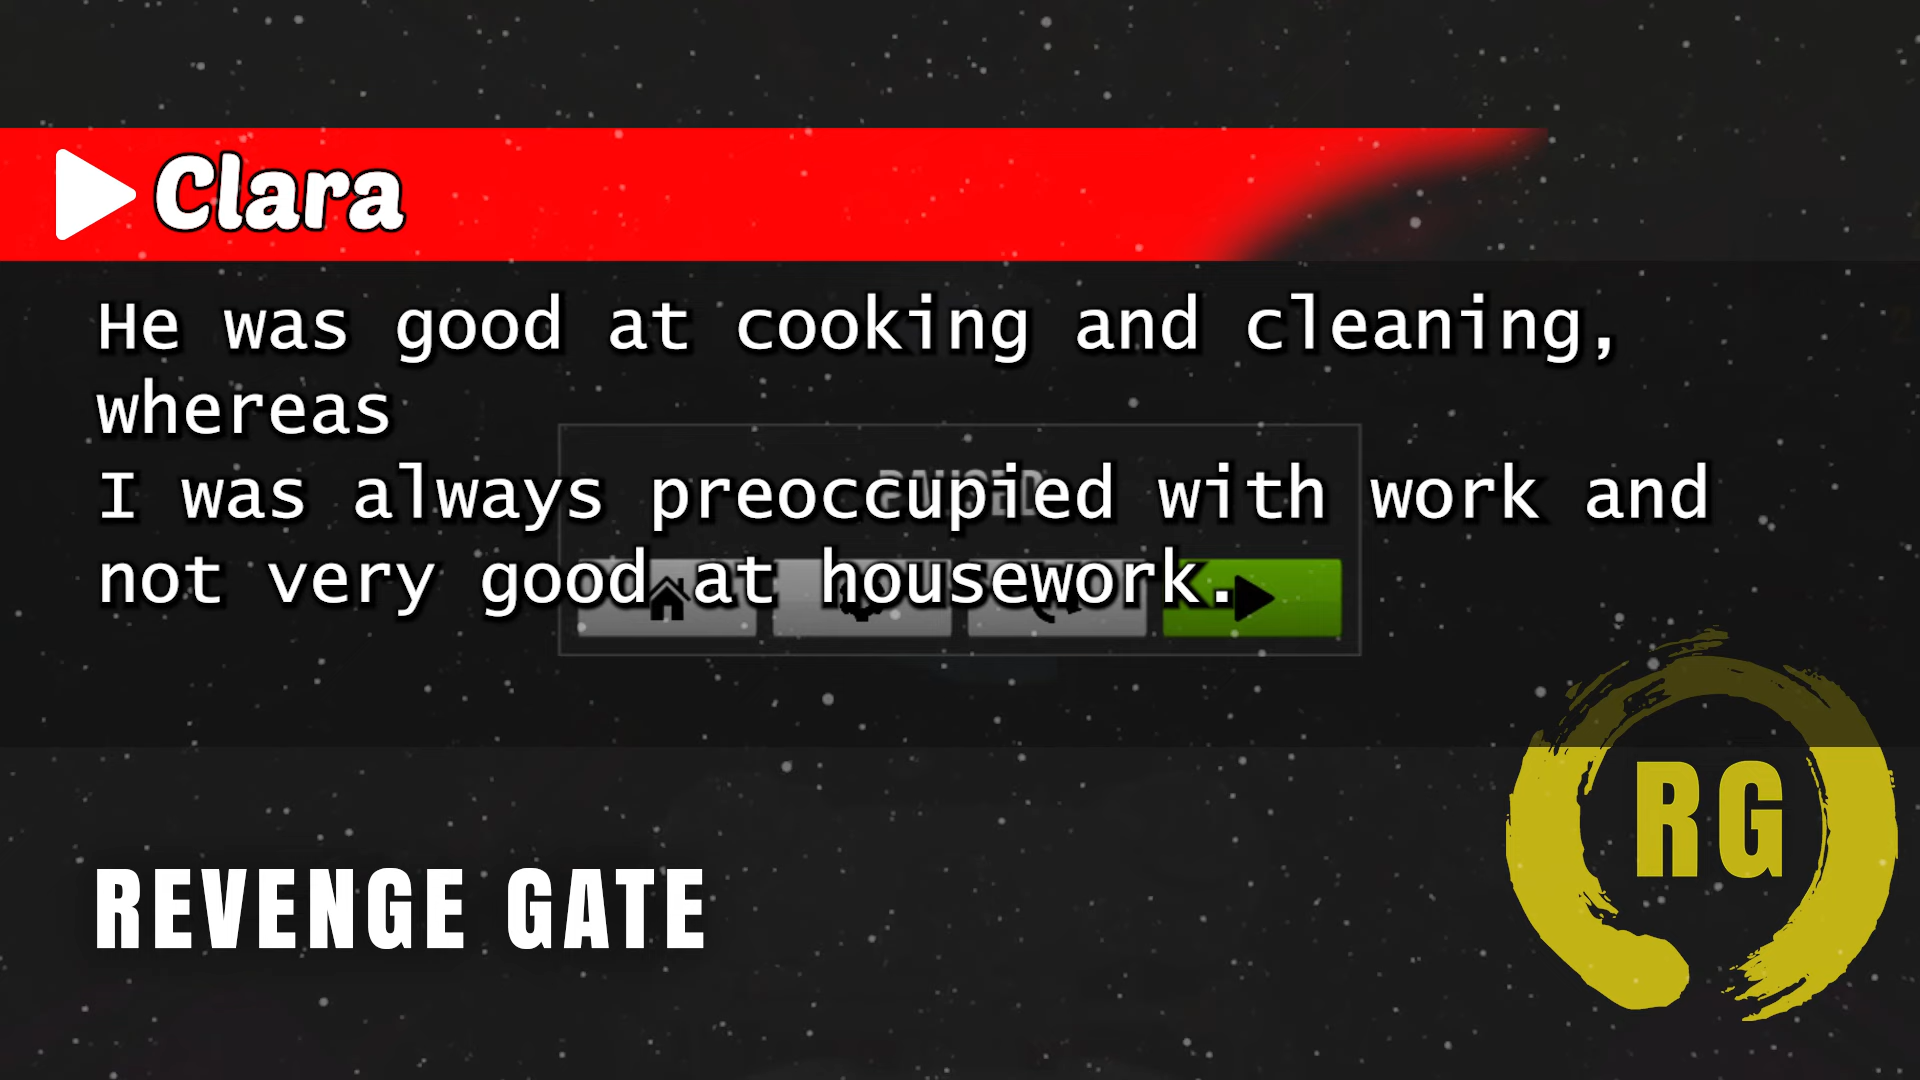 Clara
He was good at cooking and cleaning,
whereas
PAUSED
I was always preoccupied with work and
not very good at housework.
RG
REVENGE GATE